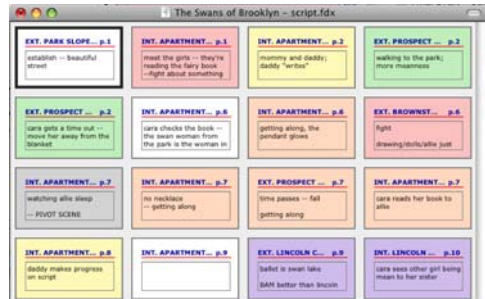 The Swans of Brooklyn - script.fdx
EXT. PARK SLOPE... p.1
establish -- beautiful
street
INT. APARTMENT... p.1
meet the girls -- they're
reading the fairy book
--fight about something
INT. APARTMENT... p.2
mommy and daddy;
daddy "writes"
EXT. PROSPECT ... p.2
walking to the park;
more meanness
EXT. PROSPECT ... p.2
cara gets a time out --
move her away from the
blanket
INT. APARTMENT... p.6
cara checks the book --
the swan woman from
the park is the woman in
INT. APARTMENT... p.6
getting along, the
pendant glows
EXT. BROWNST... p.6
fight
drawing/dolls/allie just
INT. APARTMENT... p.7
watching allie sleep
-- PIVOT SCENE
INT. APARTMENT... p.7
no necklace
-- getting along
EXT. PROSPECT ... p.7
time passes -- fall
getting along
INT. APARTMENT... p.7
cara reads her book to
allie
INT. APARTMENT... p.8
daddy makes progress
on script
INT. APARTMENT... p.9
EXT. LINCOLN C... p.9
ballet is swan lake
BAM better than lincoln
INT. LINCOLN ... p.10
cara sees other girl being
mean to her sister